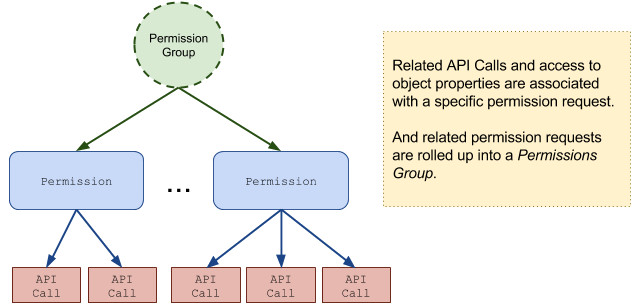 Permission
Group
Related API Calls and access to
object properties are associated
with a specific permission request.
And related permission requests
are rolled up into a Permissions
Group.
Permission
...
Permission
API
Call
API
Call
API
Call
API
Call
API
Call